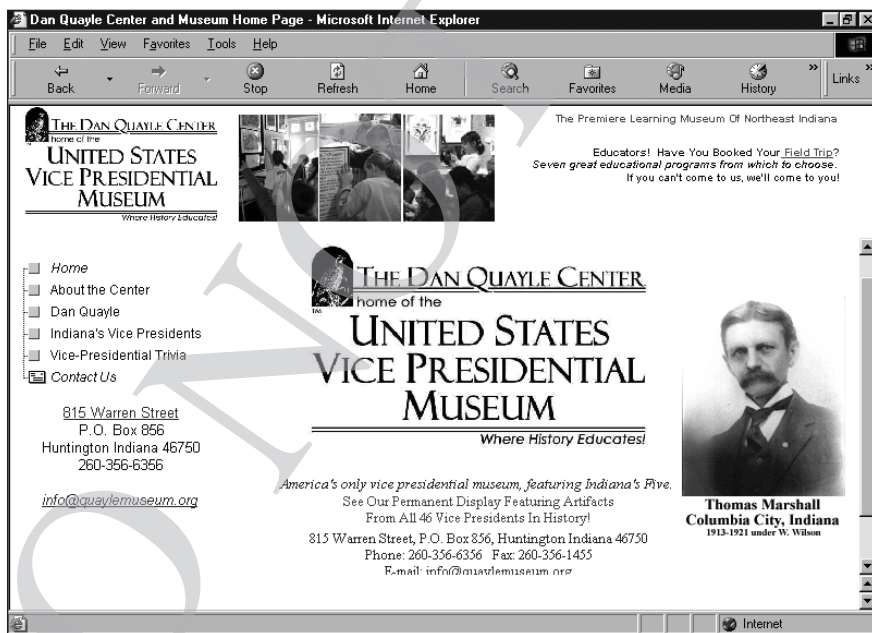 Dan Quayle Center and Museum Home Page - Microsoft Internet Explorer
File Edit View Favorites Tools Help
Back Forward Stop Refresh Home Search Favorites Media History » Links »
THE DAN QUAYLE CENTER
home of the
UNITED STATES
VICE PRESIDENTIAL
MUSEUM
Where History Educates!
The Premiere Learning Museum Of Northeast Indiana
Educators! Have You Booked Your Field Trip?
Seven great educational programs from which to choose.
If you can't come to us, we'll come to you!
Home
About the Center
Dan Quayle
Indiana's Vice Presidents
Vice-Presidential Trivia
Contact Us
815 Warren Street
P.O. Box 856
Huntington Indiana 46750
260-356-6356
info@quaylemuseum.org
THE DAN QUAYLE CENTER
home of the
TM
UNITED STATES
VICE PRESIDENTIAL
MUSEUM
Where History Educates!
America's only vice presidential museum, featuring Indiana's Five.
See Our Permanent Display Featuring Artifacts
From All 46 Vice Presidents In History!
815 Warren Street, P.O. Box 856, Huntington Indiana 46750
Phone: 260-356-6356 Fax: 260-356-1455
E-mail: info@quaylemuseum.org
Thomas Marshall
Columbia City, Indiana
1913-1921 under W. Wilson
Internet